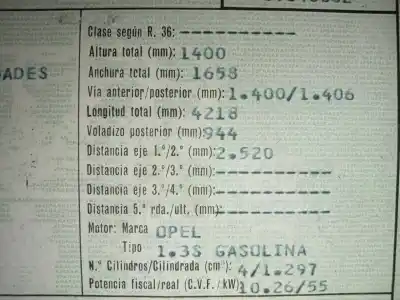 Clase según R. 36: -----------
Altura total (mm): 1400
Anchura total (mm): 1658
DADES
Vía anterior/posterior (mm): 1.400/1.406
Longitud total (mm): 4218
Voladizo posterior (mm): 944
Distancia eje 1.º/2.º (mm): 2.520
Distancia eje 2.º/3.º (mm): -----------
Distancia eje 3.º/4.º (mm): -----------
Distancia 5.ª rda./ult. (mm): -----------
Motor: Marca OPEL
Tipo 1.3S GASOLINA
N.º Cilindros/Cilindrada (cm³): 4/1.297
Potencia fiscal/real (C.V.F./kW) 10.26/55